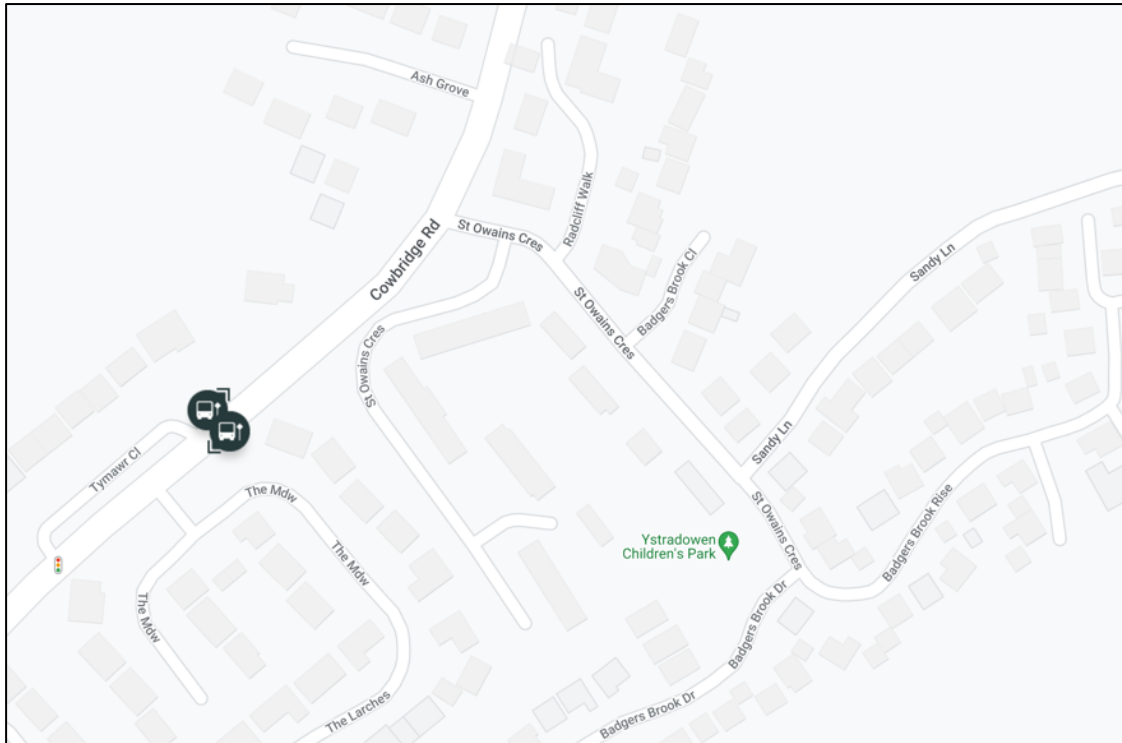 Ash Grove
Radcliff Walk
St Owains Cres
Cowbridge Rd
Sandy Ln
Badgers Brook Cl
St Owains Cres
St Owains Cres
Sandy Ln
Tymawr Cl
The Mdw
Badgers Brook Rise
St Owains Cres
Ystradowen
Children's Park
The Mdw
The Mdw
Badgers Brook Dr
The Larches
Badgers Brook Dr